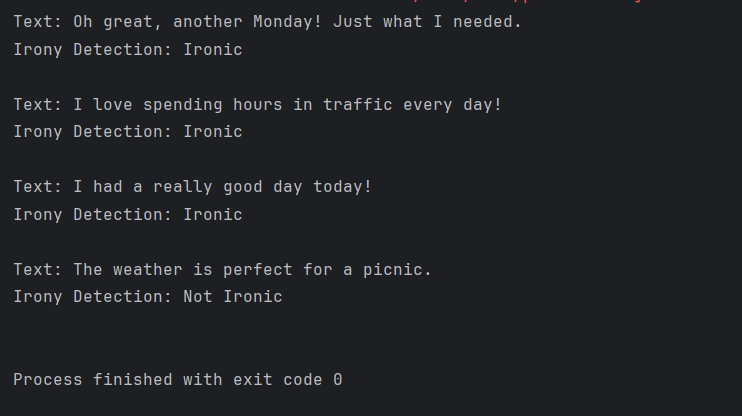 Text: Oh great, another Monday! Just what I needed.
Irony Detection: Ironic
Text: I love spending hours in traffic every day!
Irony Detection: Ironic
Text: I had a really good day today!
Irony Detection: Ironic
Text: The weather is perfect for a picnic.
Irony Detection: Not Ironic
Process finished with exit code 0